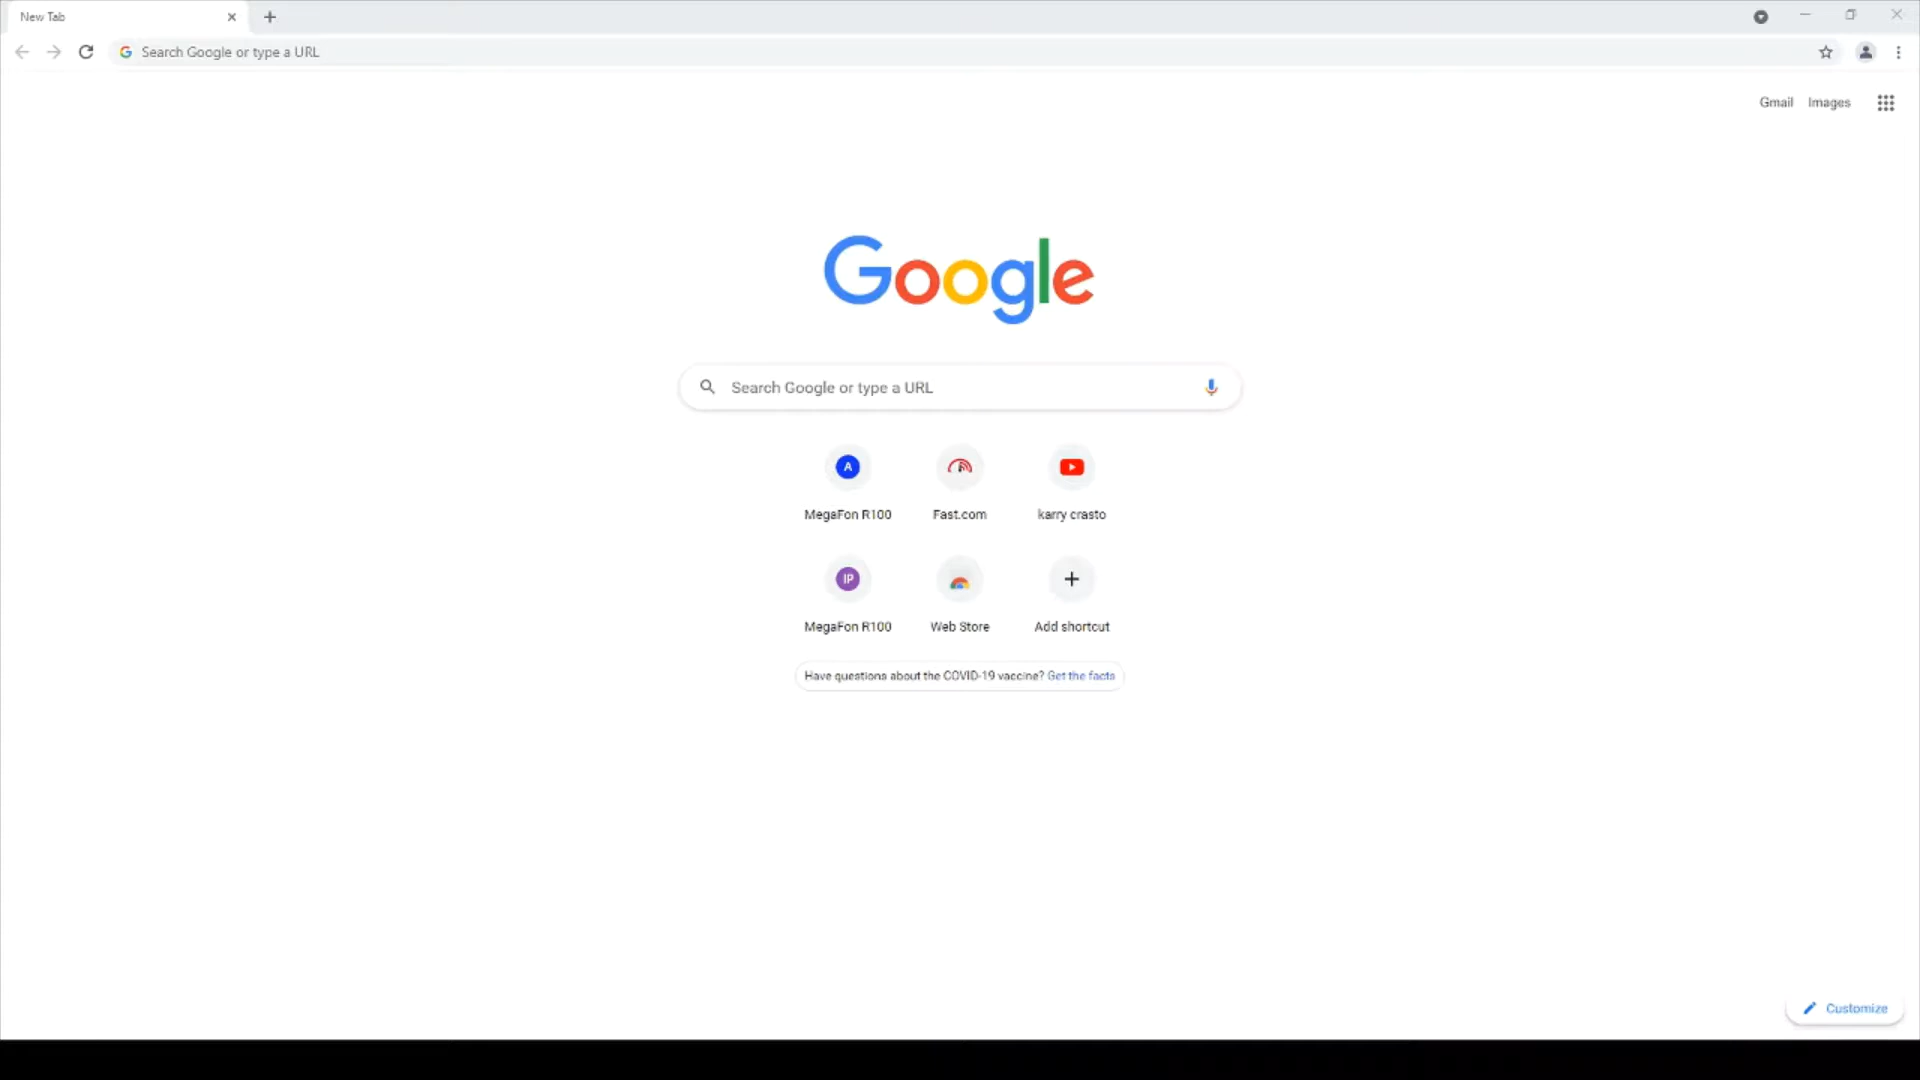 New Tab
Search Google or type a URL
Gmail Images
Google
Search Google or type a URL
A
MegaFon R100 Fast.com karry crasto
IP
MegaFon R100 Web Store Add shortcut
Have questions about the COVID-19 vaccine? Get the facts
Customize